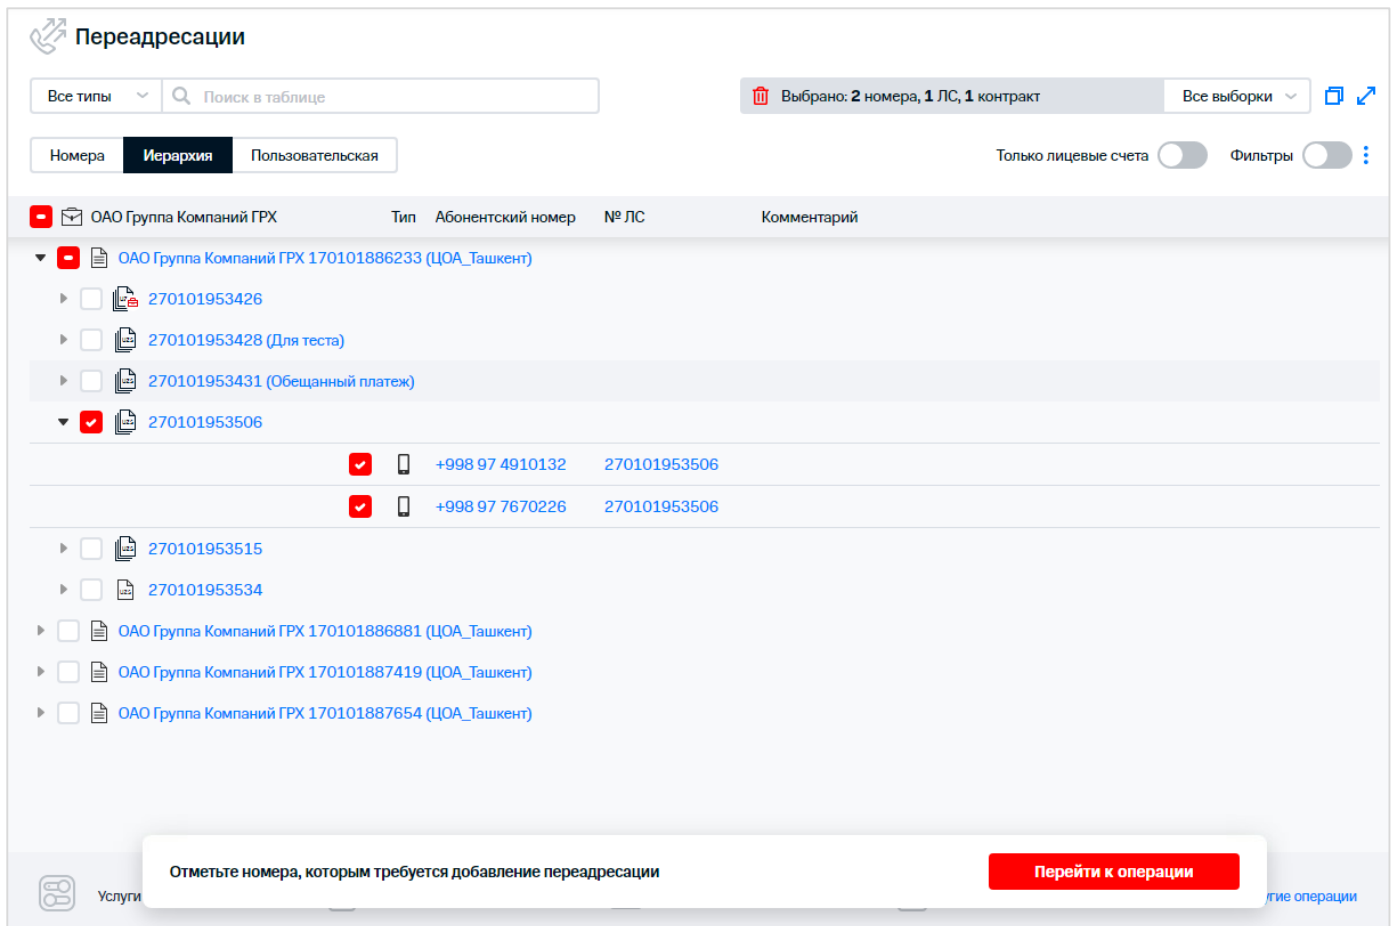 Переадресации
Все типы Поиск в таблице Выбрано: 2 номера, 1 ЛС, 1 контракт Все выборки
Номера Иерархия Пользовательская Только лицевые счета Фильтры
ОАО Группа Компаний ГРХ Тип Абонентский номер № ЛС Комментарий
ОАО Группа Компаний ГРХ 170101886233 (ЦОА_Ташкент)
270101953426
270101953428 (Для теста)
270101953431 (Обещанный платеж)
270101953506
+998 97 4910132 270101953506
+998 97 7670226 270101953506
270101953515
270101953534
ОАО Группа Компаний ГРХ 170101886881 (ЦОА_Ташкент)
ОАО Группа Компаний ГРХ 170101887419 (ЦОА_Ташкент)
ОАО Группа Компаний ГРХ 170101887654 (ЦОА_Ташкент)
Отметьте номера, которым требуется добавление переадресации Перейти к операции
Услуги гие операции